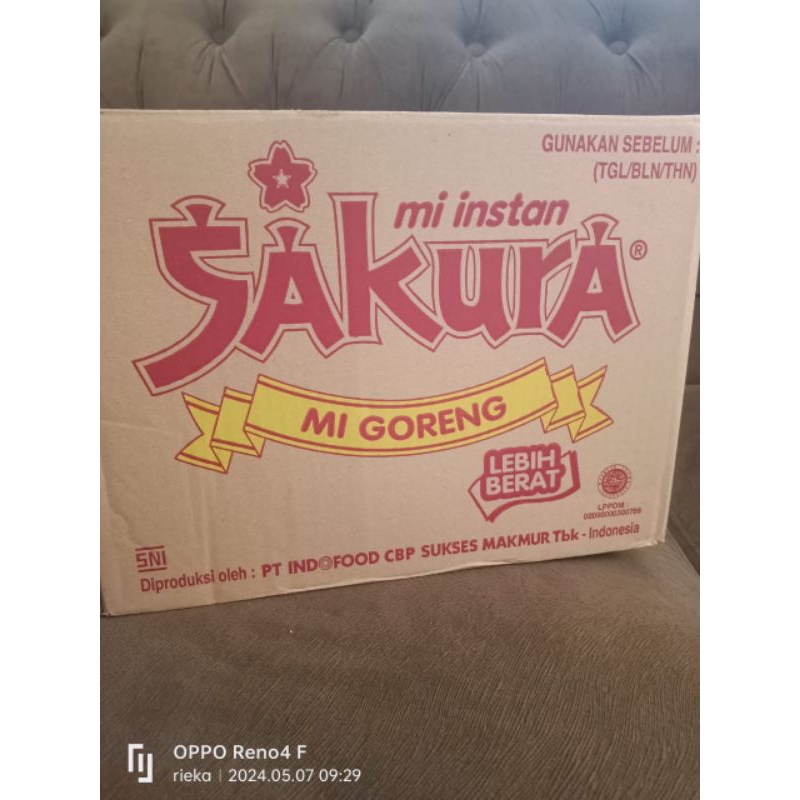 GUNAKAN SEBELUM :
(TGL/BLN/THN)
mi instan
SAkurA®
MI GORENG
LEBIH
BERAT
LPPOM :
SNI
Diproduksi oleh : PT INDOFOOD CBP SUKSES MAKMUR Tbk - Indonesia
OPPO Reno4 F
rieka | 2024.05.07 09:29